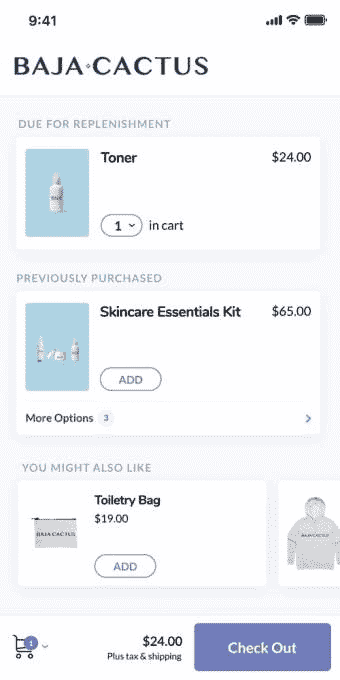 9:41
BAJA CACTUS
DUE FOR REPLENISHMENT
Toner
$24.00
1 in cart
PREVIOUSLY PURCHASED
Skincare Essentials Kit
$65.00
ADD
More Options 3
YOU MIGHT ALSO LIKE
Toiletry Bag
$19.00
BAJA CACTUS
ADD
BAJA CACTUS
1
$24.00
Plus tax & shipping
Check Out